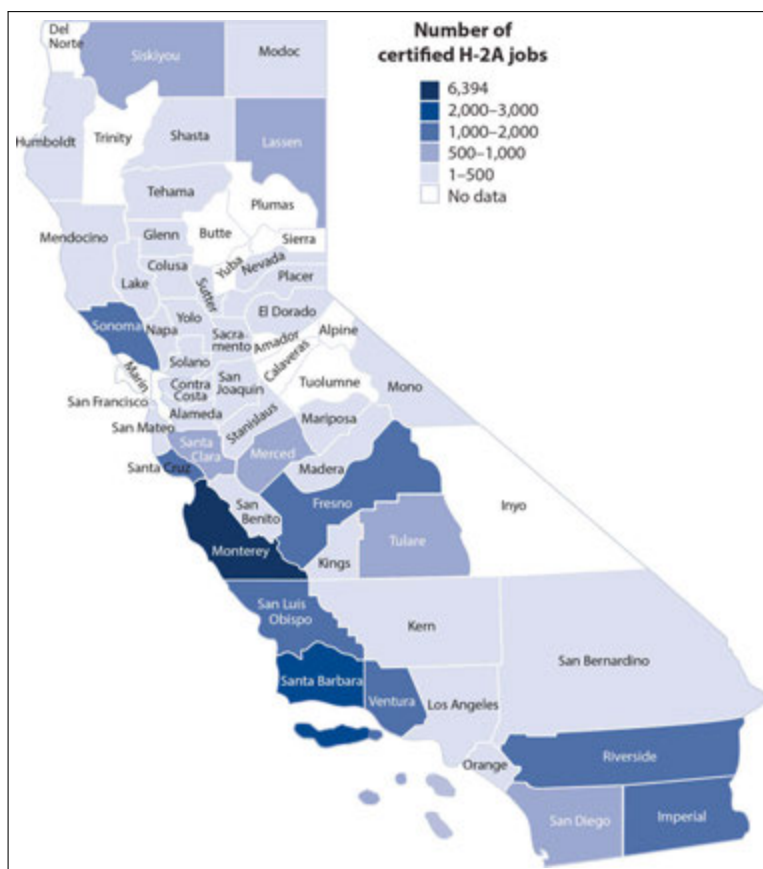 Number of
certified H-2A jobs
6,394
2,000–3,000
1,000–2,000
500–1,000
1–500
No data
Del
Norte
Siskiyou
Modoc
Humboldt
Trinity
Shasta
Lassen
Tehama
Plumas
Mendocino
Glenn
Butte
Sierra
Colusa
Yuba
Nevada
Lake
Sutter
Placer
Sonoma
Napa
Yolo
El Dorado
Sacra
mento
Amador
Alpine
Solano
Calaveras
Marin
Contra
Costa
San
Joaquin
Tuolumne
Mono
San Francisco
Alameda
Stanislaus
Mariposa
San Mateo
Santa
Clara
Merced
Santa Cruz
Madera
San
Benito
Fresno
Inyo
Monterey
Kings
Tulare
San Luis
Obispo
Kern
San Bernardino
Santa Barbara
Ventura
Los Angeles
Orange
Riverside
San Diego
Imperial